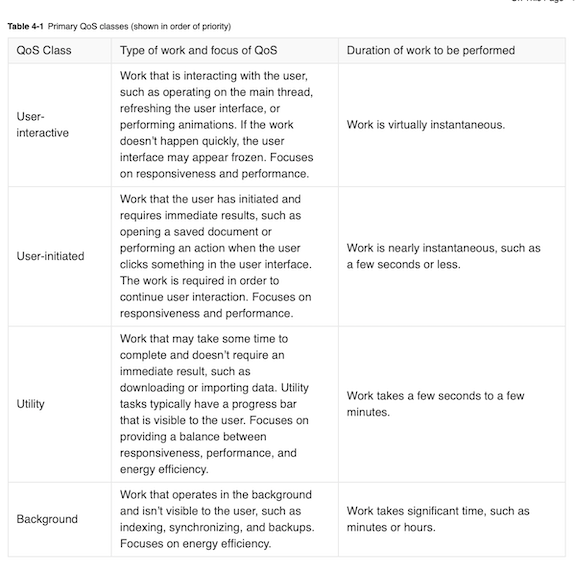 Table 4-1 Primary QoS classes (shown in order of priority)
QoS Class
Type of work and focus of QoS
Duration of work to be performed
User-
interactive
Work that is interacting with the user,
such as operating on the main thread,
refreshing the user interface, or
performing animations. If the work
doesn't happen quickly, the user
interface may appear frozen. Focuses
on responsiveness and performance.
Work is virtually instantaneous.
User-initiated
Work that the user has initiated and
requires immediate results, such as
opening a saved document or
performing an action when the user
clicks something in the user interface.
The work is required in order to
continue user interaction. Focuses on
responsiveness and performance.
Work is nearly instantaneous, such as
a few seconds or less.
Utility
Work that may take some time to
complete and doesn't require an
immediate result, such as
downloading or importing data. Utility
tasks typically have a progress bar
that is visible to the user. Focuses on
providing a balance between
responsiveness, performance, and
energy efficiency.
Work takes a few seconds to a few
minutes.
Background
Work that operates in the background
and isn't visible to the user, such as
indexing, synchronizing, and backups.
Focuses on energy efficiency.
Work takes significant time, such as
minutes or hours.